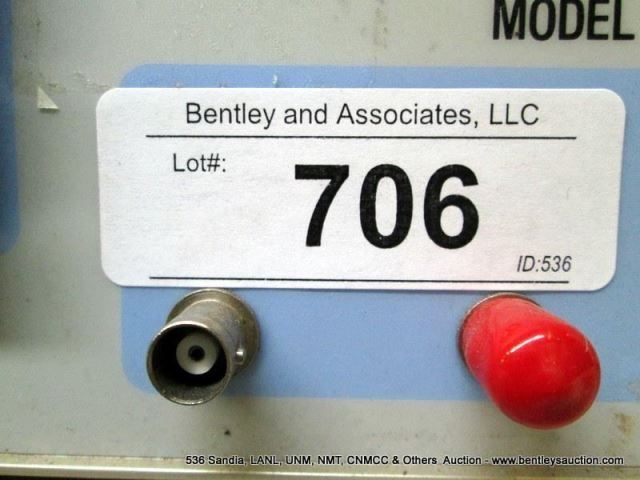 MODEL
Bentley and Associates, LLC
Lot#:
706
ID:536
536 Sandia, LANL, UNM, NMT, CNMCC & Others Auction - www.bentleysauction.com